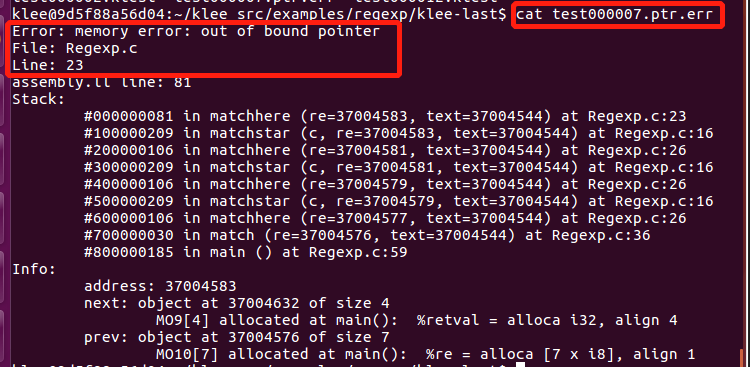 klee@9d5f88a56d04:~/klee_src/examples/regexp/klee-last$ cat test000007.ptr.err
Error: memory error: out of bound pointer
File: Regexp.c
Line: 23
assembly.ll line: 81
Stack:
#000000081 in matchhere (re=37004583, text=37004544) at Regexp.c:23
#100000209 in matchstar (c, re=37004583, text=37004544) at Regexp.c:16
#200000106 in matchhere (re=37004581, text=37004544) at Regexp.c:26
#300000209 in matchstar (c, re=37004581, text=37004544) at Regexp.c:16
#400000106 in matchhere (re=37004579, text=37004544) at Regexp.c:26
#500000209 in matchstar (c, re=37004579, text=37004544) at Regexp.c:16
#600000106 in matchhere (re=37004577, text=37004544) at Regexp.c:26
#700000030 in match (re=37004576, text=37004544) at Regexp.c:36
#800000185 in main () at Regexp.c:59
Info:
address: 37004583
next: object at 37004632 of size 4
MO9[4] allocated at main():  %retval = alloca i32, align 4
prev: object at 37004576 of size 7
MO10[7] allocated at main():  %re = alloca [7 x i8], align 1